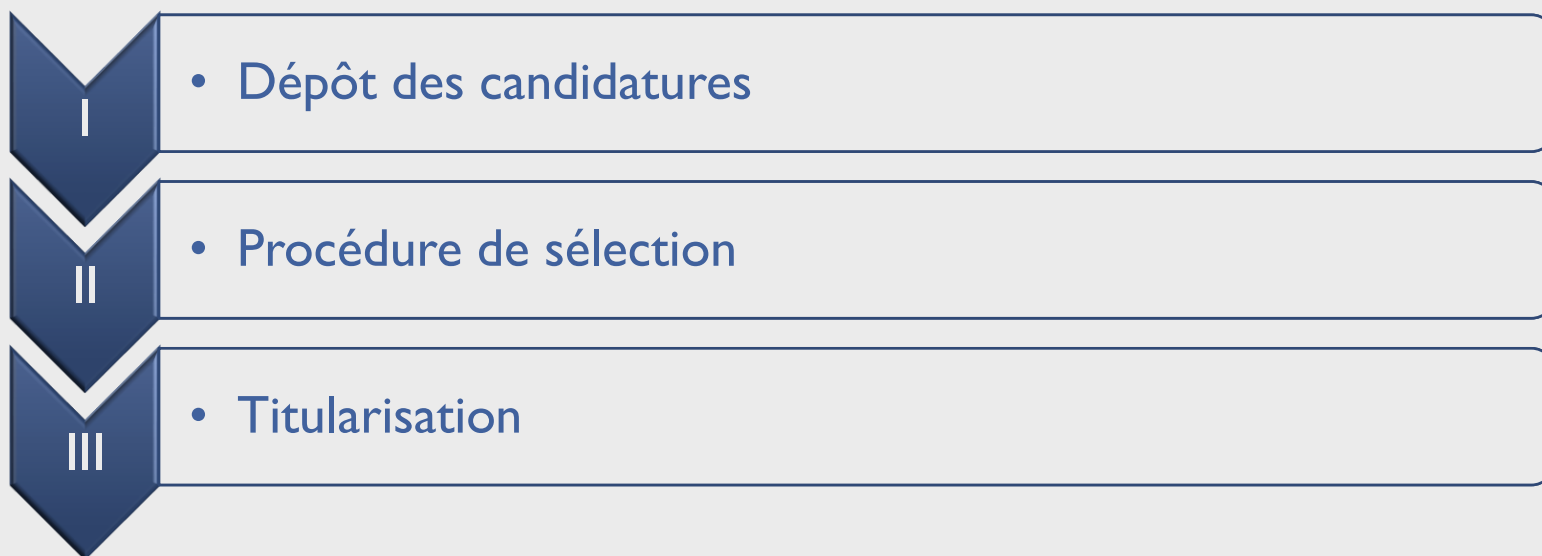 I
• Dépôt des candidatures
II
• Procédure de sélection
III
• Titularisation